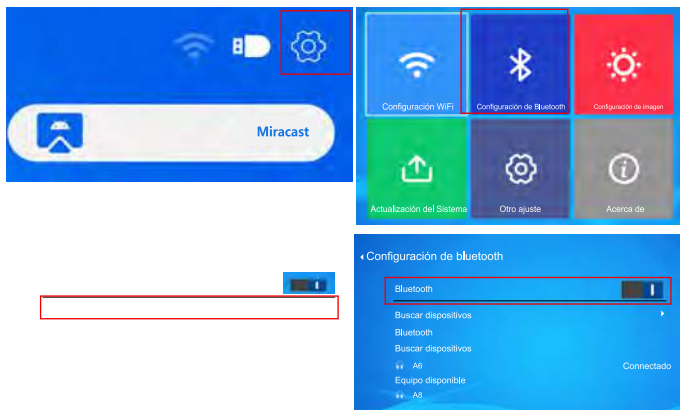 Miracast
Configuración WiFi
Configuración de Bluetooth
Configuración de imagen
Actualización del Sistema
Otro ajuste
Acerca de
Configuración de bluetooth
Bluetooth
Buscar dispositivos
Bluetooth
Buscar dispositivos
A6 Connectado
Equipo disponible
A8